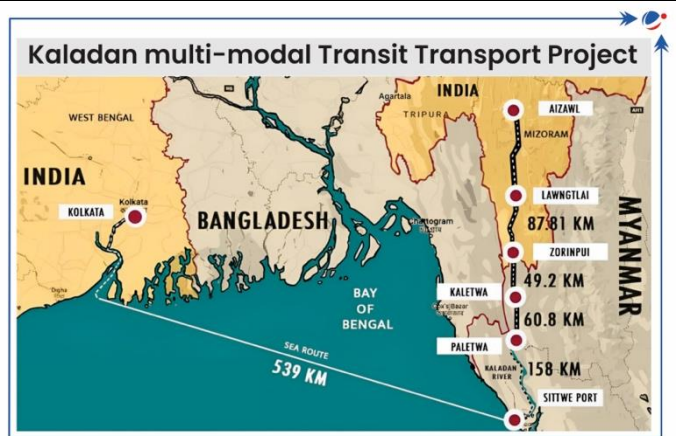 Kaladan multi-modal Transit Transport Project
Agartala
INDIA
TRIPURA
AIZAWL
AH1
WEST BENGAL
MIZORAM
INDIA
LAWNGTLAI
Kolkata
KOLKATA
BANGLADESH
87.81 KM
MYANMAR
ZORINPUI
49.2 KM
KALETWA
BAY
OF
BENGAL
60.8 KM
PALETWA
SEA ROUTE
539 KM
KALADAN
RIVER
158 KM
SITTWE PORT